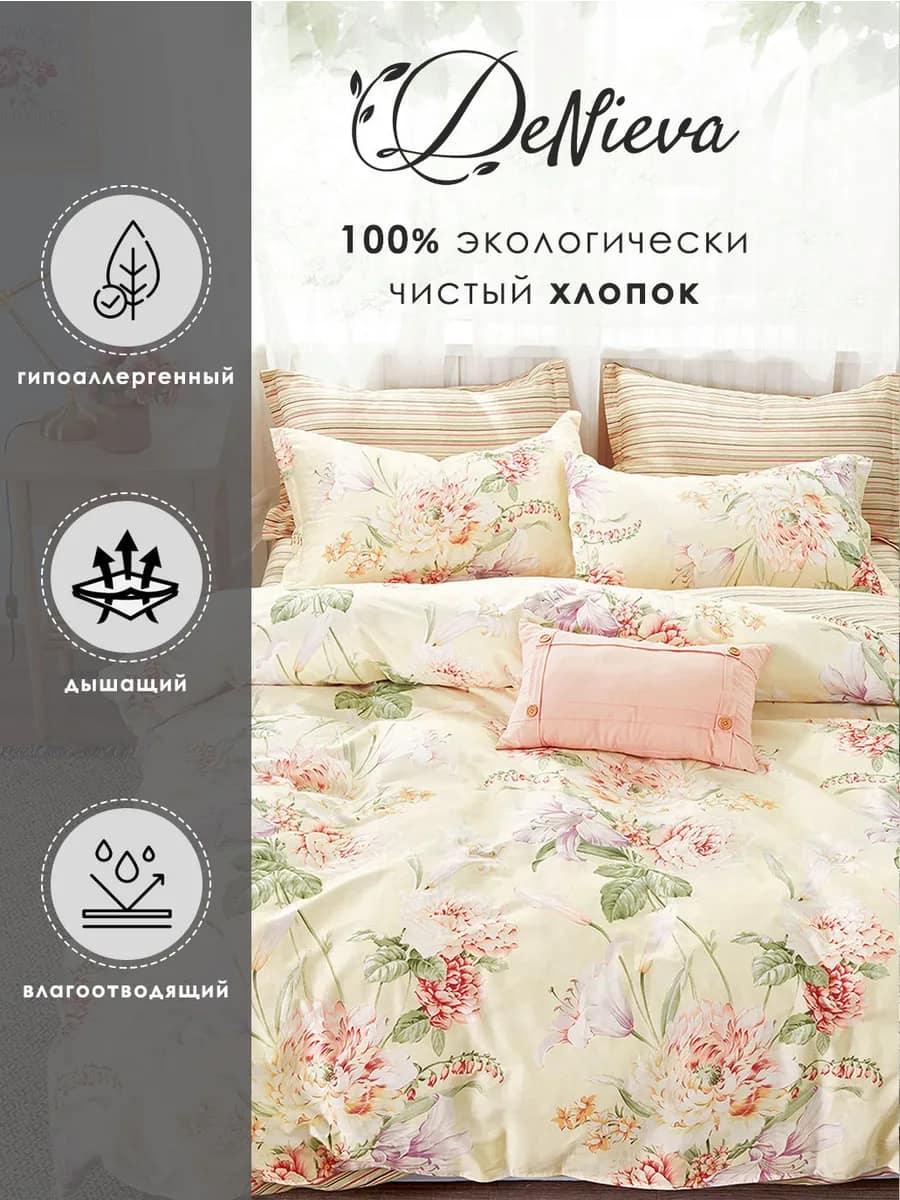 DeNieva
100% экологически
чистый хлопок
гипоаллергенный
дышащий
влагоотводящий